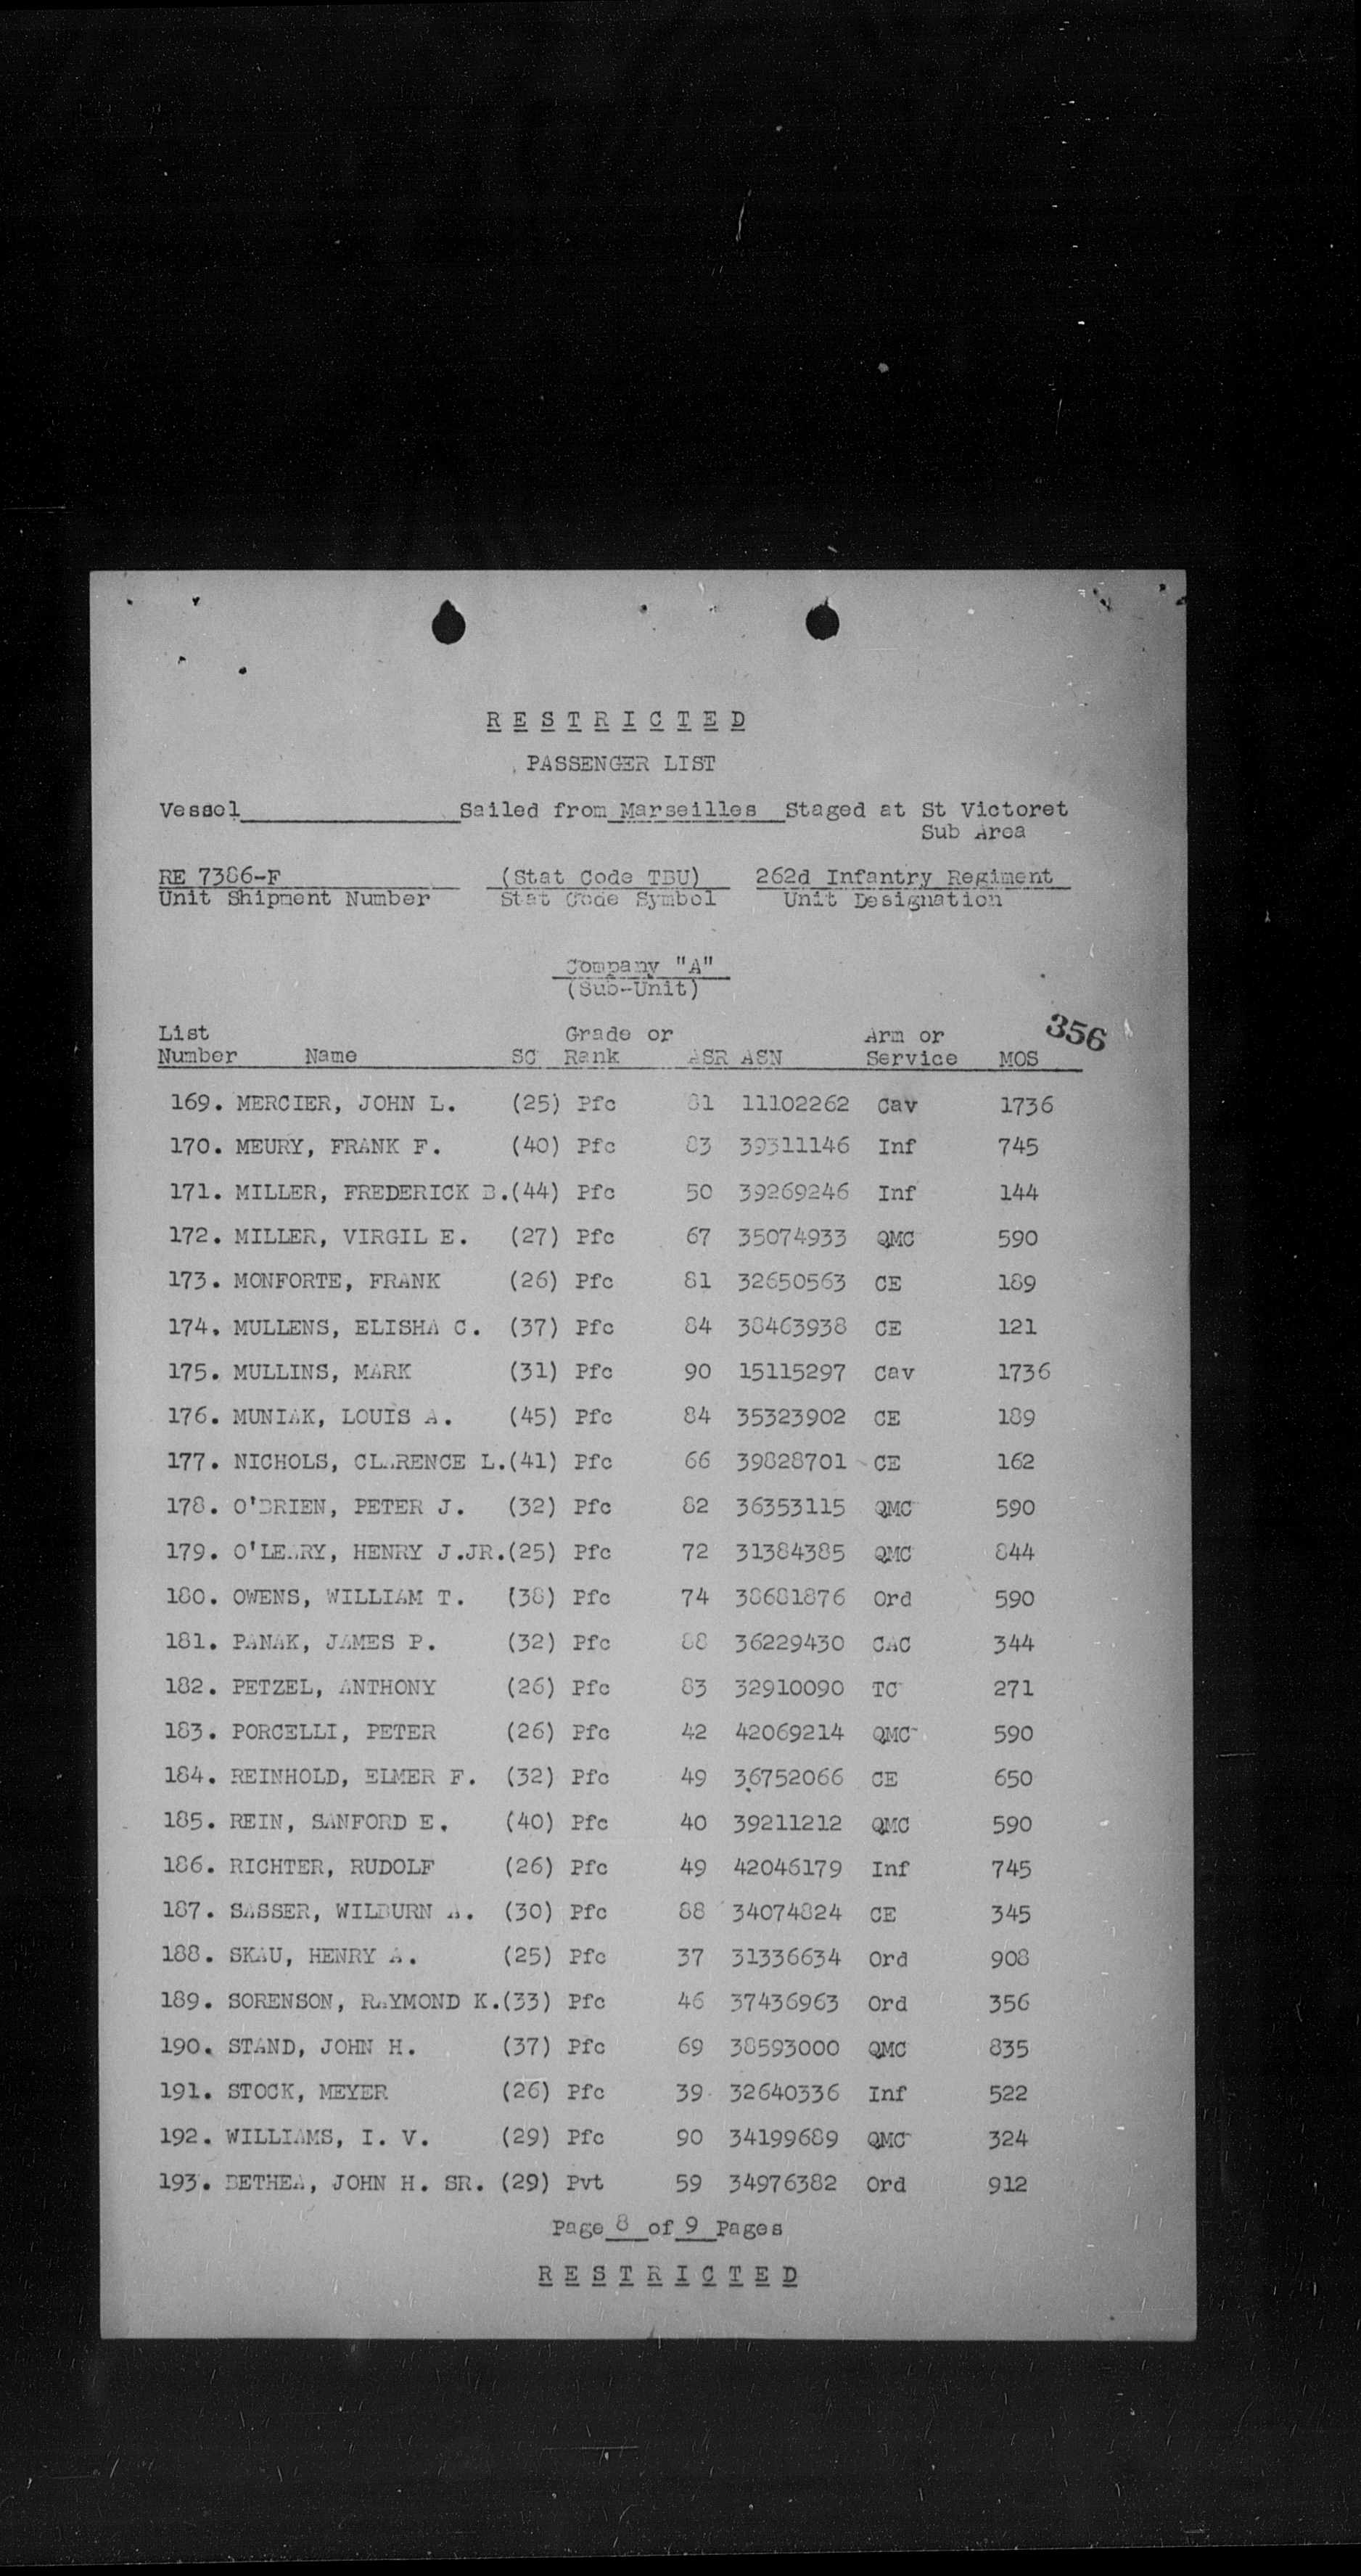 RESTRICTED
PASSENGER LIST
Vessel Sailed from Marseilles Staged at St Victoret
Sub Area
RE 7386-F (Stat Code TBU) 262d Infantry Regiment
Unit Shipment Number Stat Code Symbol Unit Designation
Company "A"
(Sub-Unit)
356
List Grade or Arm or
Number Name SC Rank ASR ASN Service MOS
169. MERCIER, JOHN L. (25) Pfc 81 11102262 Cav 1736
170. MEURY, FRANK F. (40) Pfc 83 39311146 Inf 745
171. MILLER, FREDERICK B.(44) Pfc 50 39269246 Inf 144
172. MILLER, VIRGIL E. (27) Pfc 67 35074933 QMC 590
173. MONFORTE, FRANK (26) Pfc 81 32650563 CE 189
174. MULLENS, ELISHA C. (37) Pfc 84 38463938 CE 121
175. MULLINS, MARK (31) Pfc 90 15115297 Cav 1736
176. MUNIAK, LOUIS A. (45) Pfc 84 35323902 CE 189
177. NICHOLS, CLARENCE L.(41) Pfc 66 39828701 CE 162
178. O'BRIEN, PETER J. (32) Pfc 82 36353115 QMC 590
179. O'LEARY, HENRY J.JR.(25) Pfc 72 31384385 QMC 844
180. OWENS, WILLIAM T. (38) Pfc 74 38681876 Ord 590
181. PANAK, JAMES P. (32) Pfc 88 36229430 CAC 344
182. PETZEL, ANTHONY (26) Pfc 83 32910090 TC 271
183. PORCELLI, PETER (26) Pfc 42 42069214 QMC 590
184. REINHOLD, ELMER F. (32) Pfc 49 36752066 CE 650
185. REIN, SANFORD E. (40) Pfc 40 39211212 QMC 590
186. RICHTER, RUDOLF (26) Pfc 49 42046179 Inf 745
187. SASSER, WILBURN A. (30) Pfc 88 34074824 CE 345
188. SKAU, HENRY A. (25) Pfc 37 31336634 Ord 908
189. SORENSON, RAYMOND K.(33) Pfc 46 37436963 Ord 356
190. STAND, JOHN H. (37) Pfc 69 38593000 QMC 835
191. STOCK, MEYER (26) Pfc 39 32640336 Inf 522
192. WILLIAMS, I. V. (29) Pfc 90 34199689 QMC 324
193. BETHEA, JOHN H. SR. (29) Pvt 59 34976382 Ord 912
Page 8 of 9 Pages
RESTRICTED